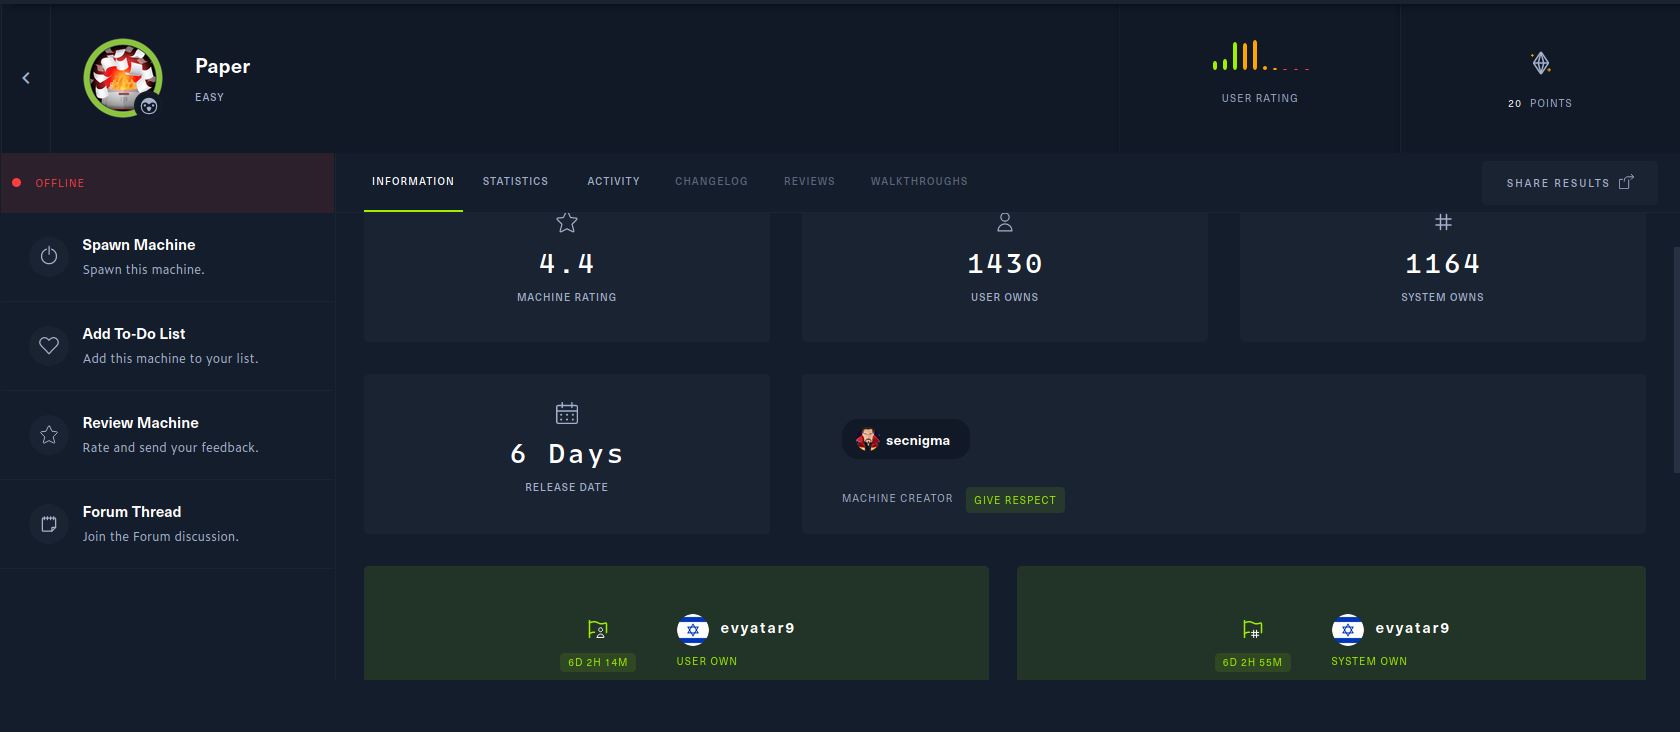 Paper
EASY
USER RATING
20 POINTS
OFFLINE
INFORMATION STATISTICS ACTIVITY CHANGELOG REVIEWS WALKTHROUGHS
SHARE RESULTS
Spawn Machine
Spawn this machine.
Add To-Do List
Add this machine to your list.
Review Machine
Rate and send your feedback.
Forum Thread
Join the Forum discussion.
4.4
MACHINE RATING
1430
USER OWNS
1164
SYSTEM OWNS
6 Days
RELEASE DATE
secnigma
MACHINE CREATOR GIVE RESPECT
evyatar9
6D 2H 14M USER OWN
evyatar9
6D 2H 55M SYSTEM OWN